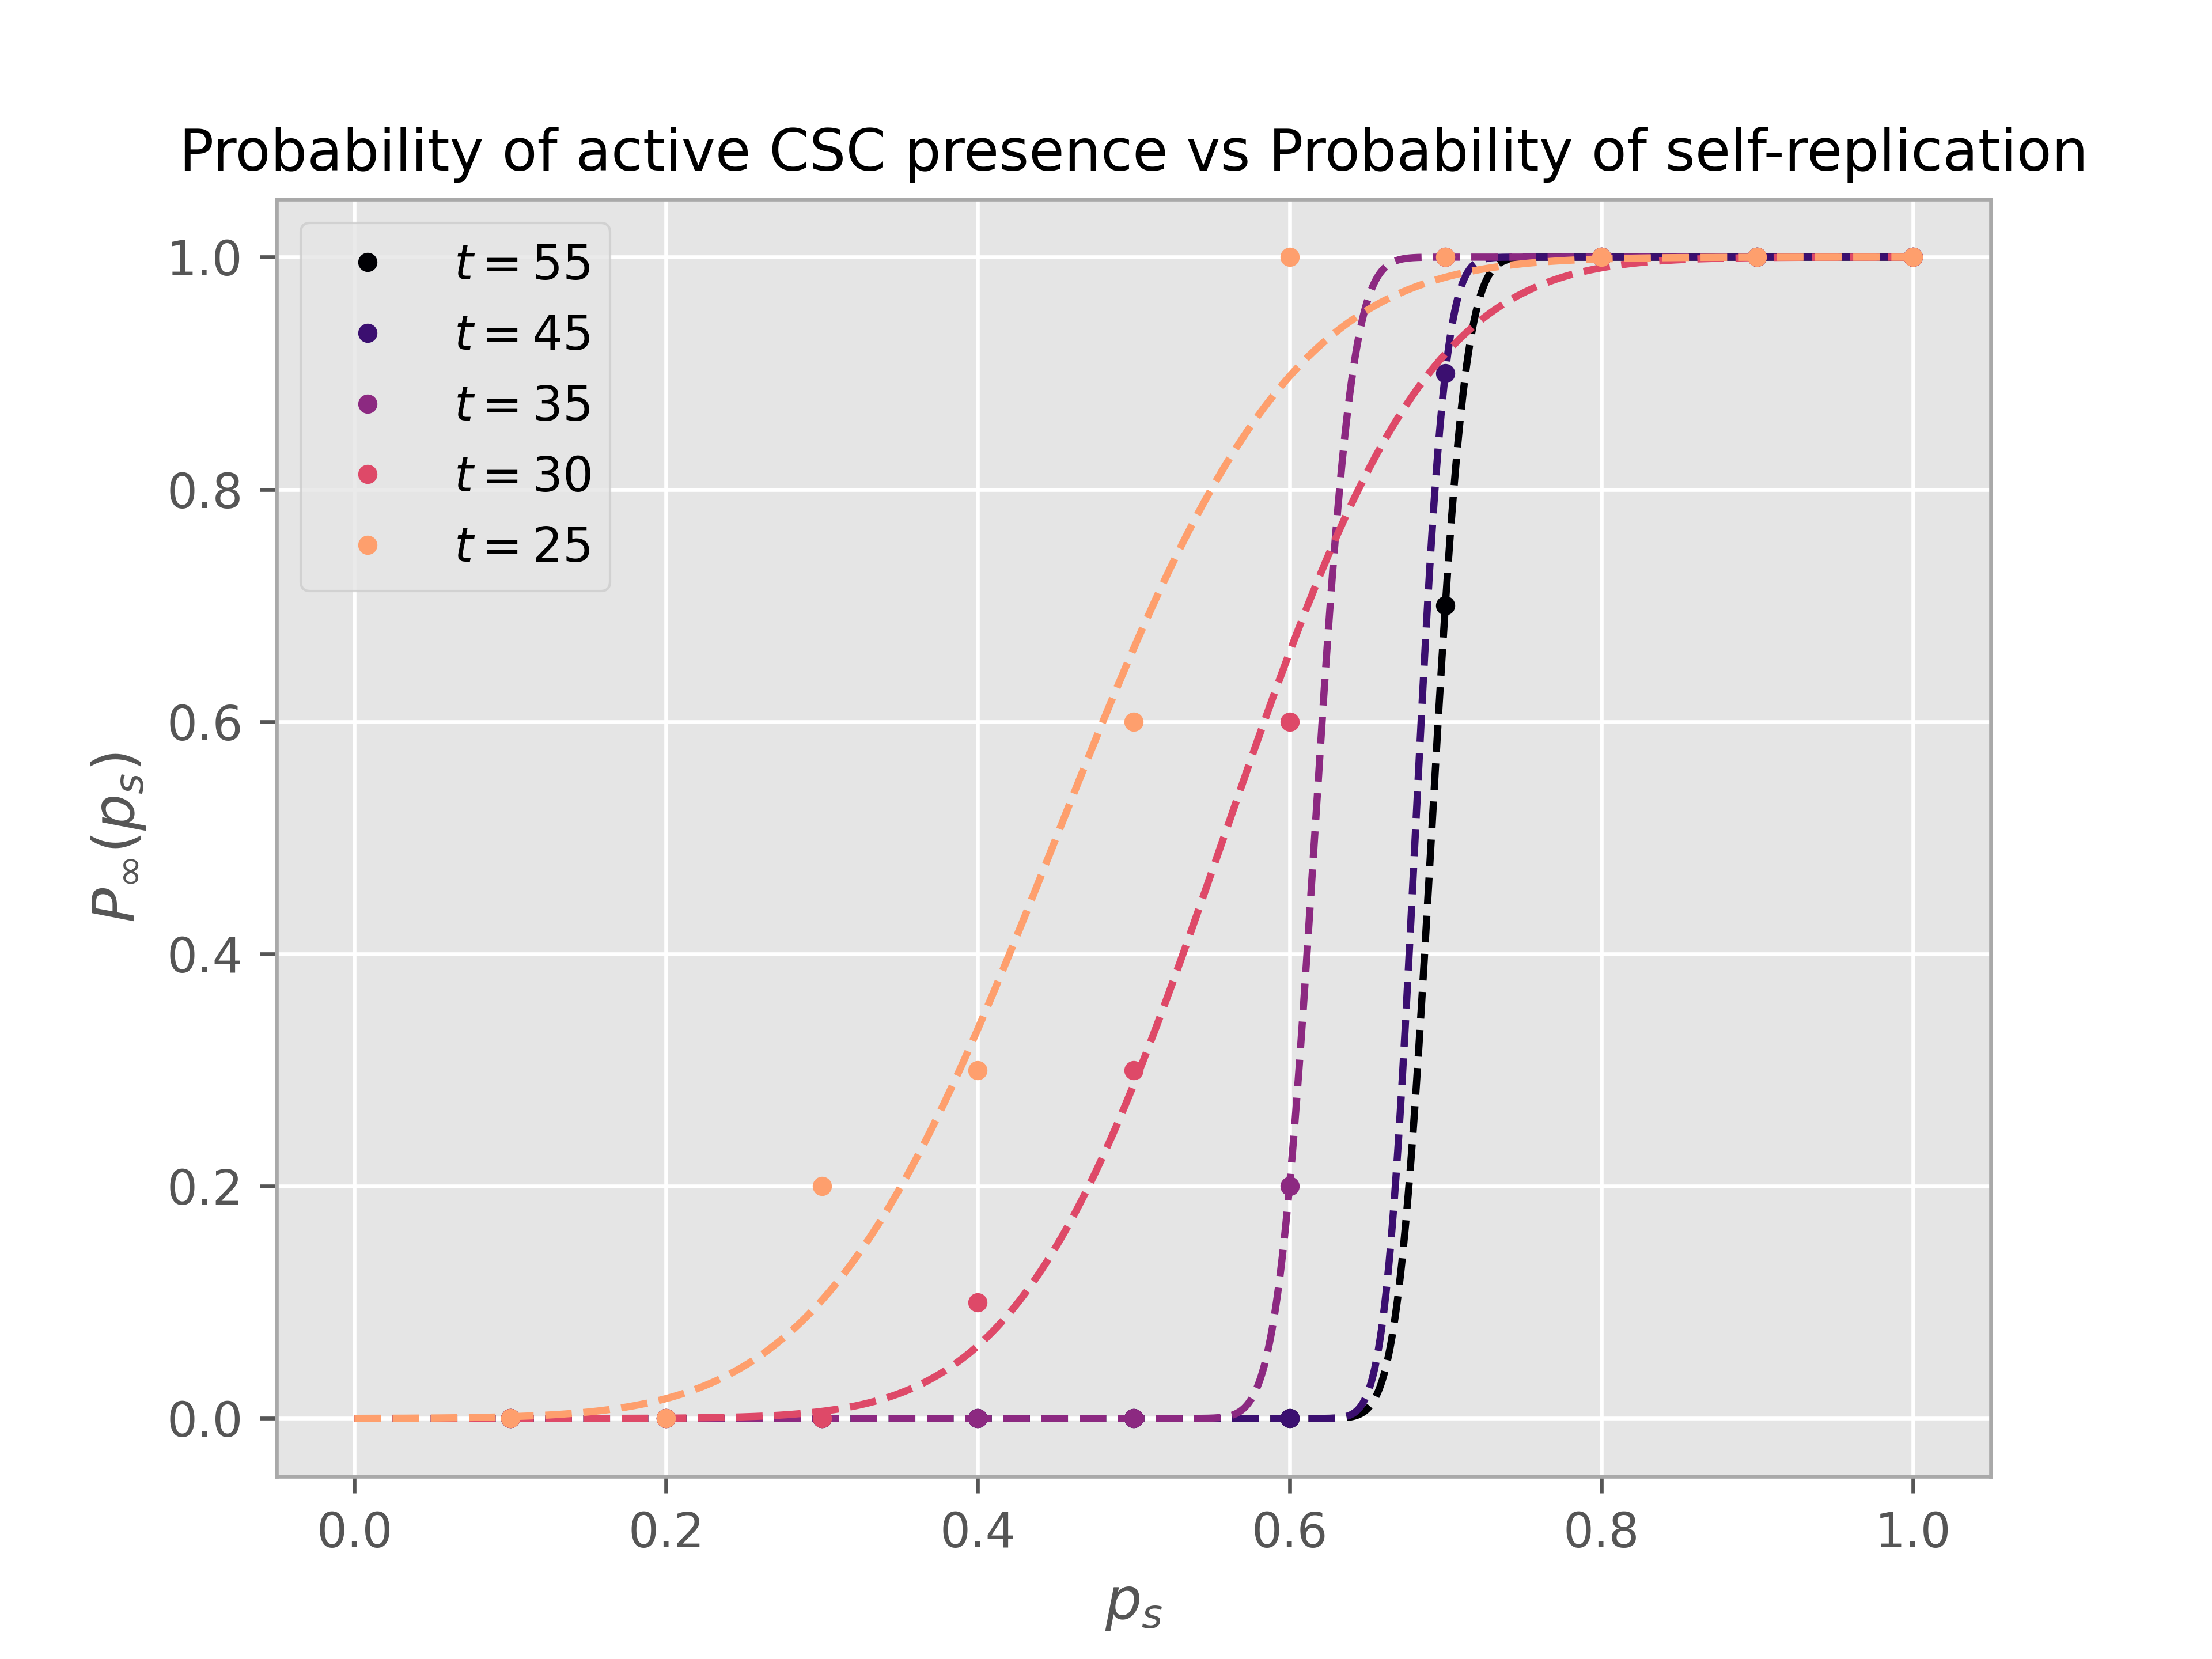 Probability of active CSC presence vs Probability of self-replication
t = 55
t = 45
t = 35
t = 30
t = 25
1.0
0.8
0.6
0.4
0.2
0.0
P∞(pₛ)
0.0 0.2 0.4 0.6 0.8 1.0
pₛ